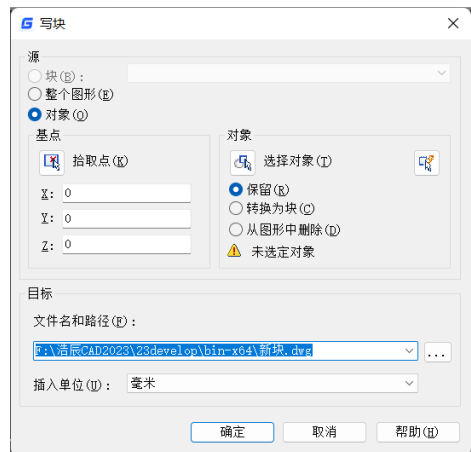 写块
源
块(B):
整个图形(E)
对象(O)
基点
拾取点(K)
X: 0
Y: 0
Z: 0
对象
选择对象(T)
保留(R)
转换为块(C)
从图形中删除(D)
未选定对象
目标
文件名和路径(F):
F:\浩辰CAD2023\23develop\bin-x64\新块.dwg
...
插入单位(U): 毫米
确定 取消 帮助(H)